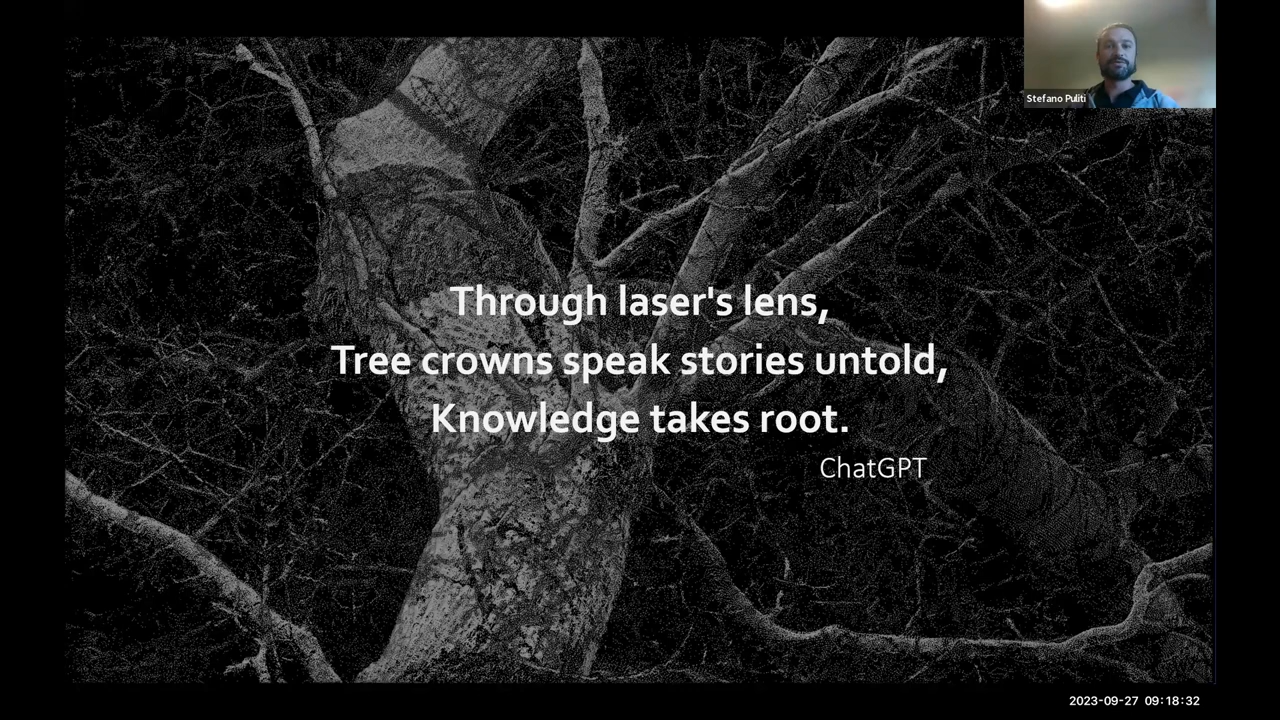 Stefano Puliti
Through laser's lens,
Tree crowns speak stories untold,
Knowledge takes root.
ChatGPT
2023-09-27 09:18:32